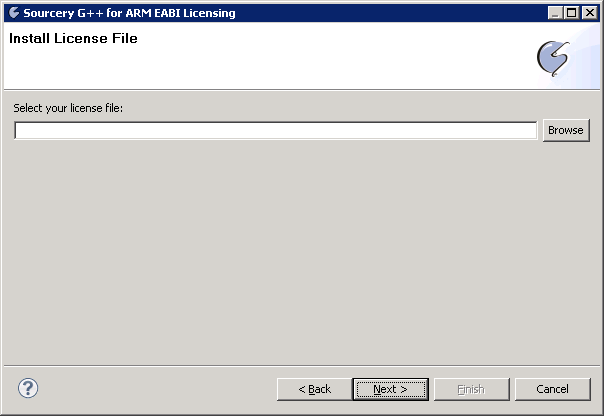 Sourcery G++ for ARM EABI Licensing
Install License File
Select your license file:
Browse
?
< Back Next > Finish Cancel